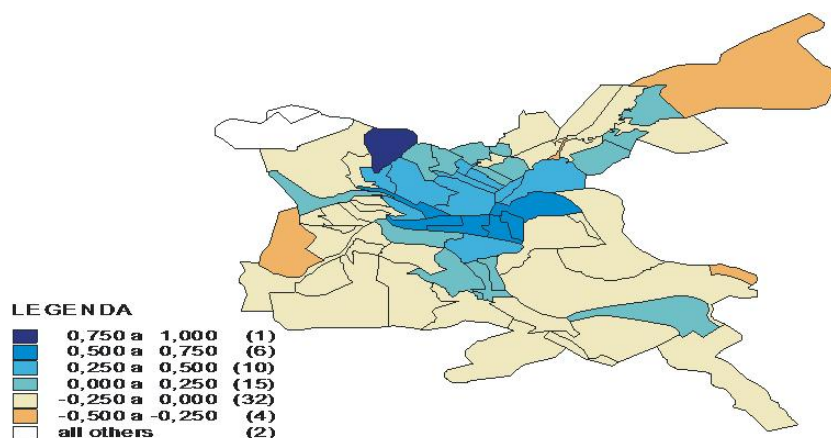 LEGENDA
0,750 a 1,000 (1)
0,500 a 0,750 (6)
0,250 a 0,500 (10)
0,000 a 0,250 (15)
-0,250 a 0,000 (32)
-0,500 a -0,250 (4)
all others (2)